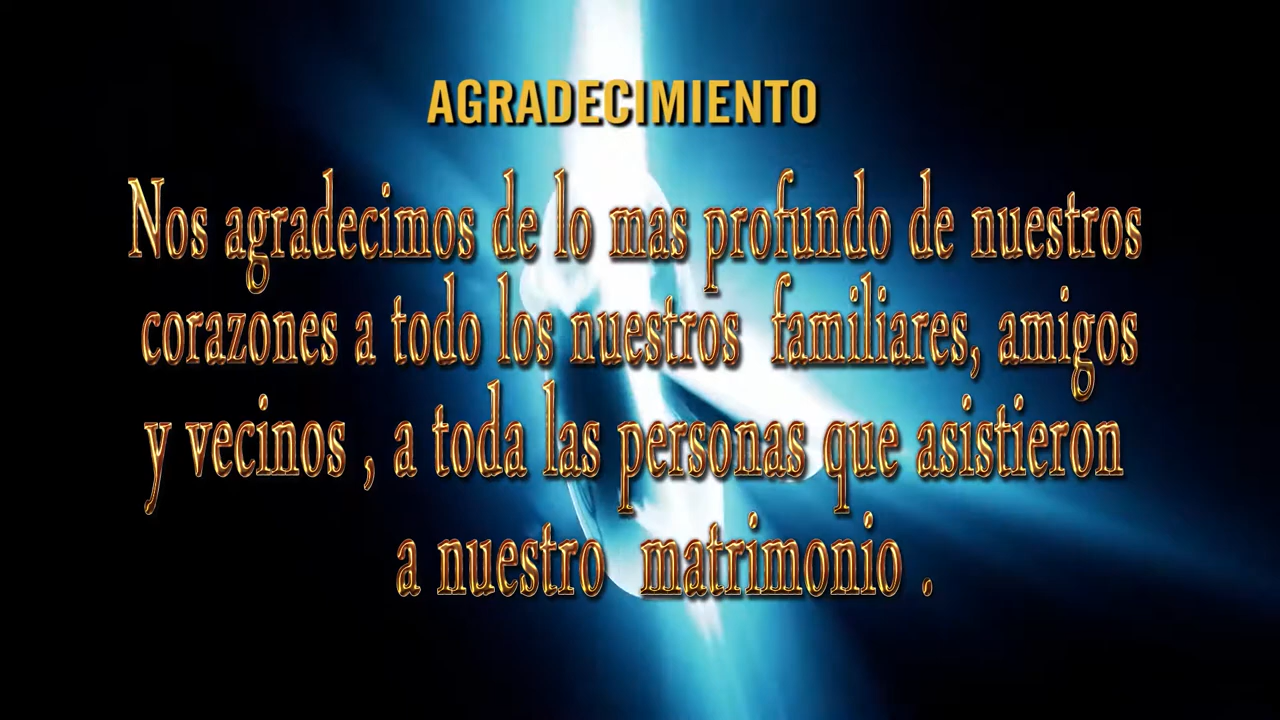 AGRADECIMIENTO
Nos agradecimos de lo mas profundo de nuestros
corazones a todo los nuestros familiares, amigos
y vecinos , a toda las personas que asistieron
a nuestro matrimonio .